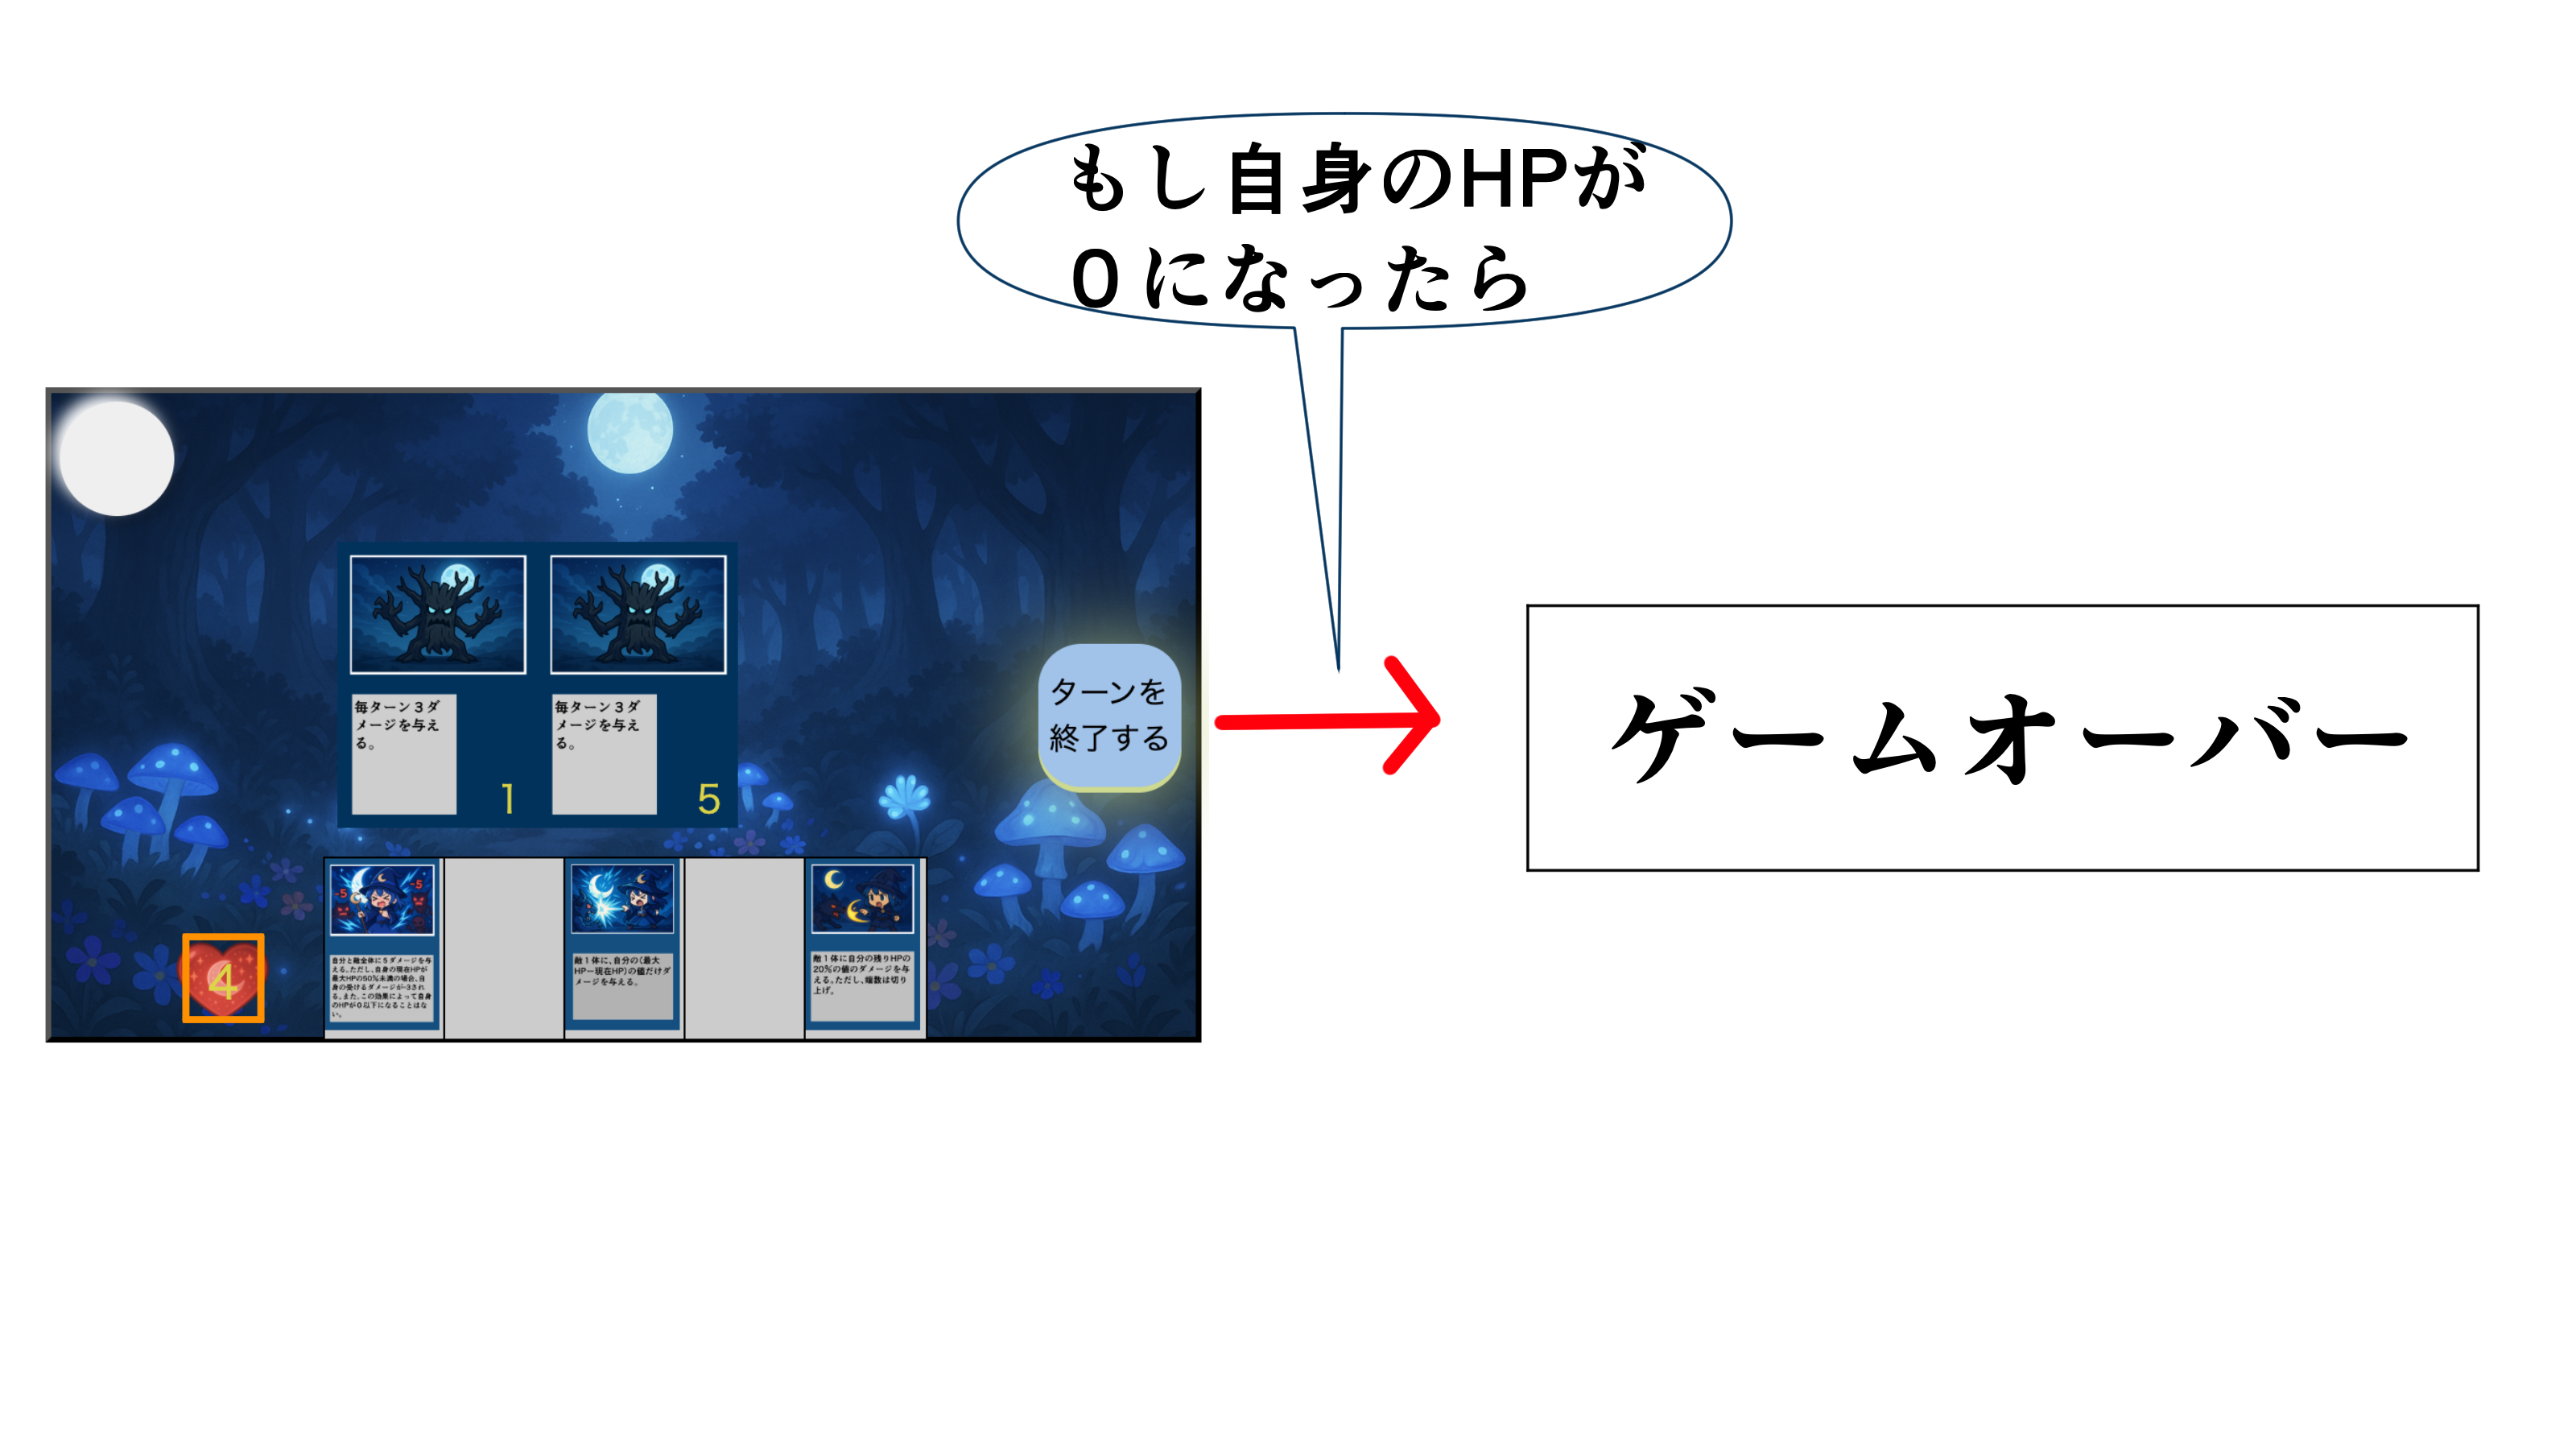 もし自身のHPが
0になったら
毎ターン３ダ
メージを与え
る。
1
毎ターン３ダ
メージを与え
る。
5
ターンを
終了する
ゲームオーバー
-5
-5
自分と敵全体に５ダメージを与
える。ただし、自身の現在HPが
最大HPの50%未満の場合、自
身の受けるダメージが-3され
る。また、この効果によって自身
のHPが０以下になることはな
い。
敵１体に、自分の（最大
HPー現在HP）の値だけダ
メージを与える。
敵１体に自分の残りHPの
20%の値のダメージを与
える。ただし、端数は切り
上げ。
4